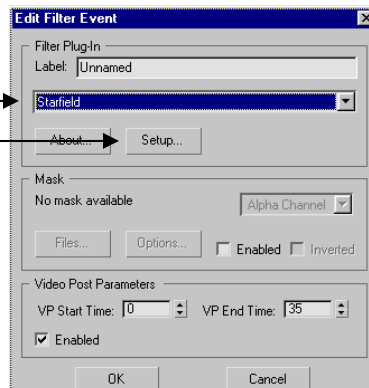 Edit Filter Event
Filter Plug-In
Label: Unnamed
Starfield
About... Setup...
Mask
No mask available Alpha Channel
Files... Options... Enabled Inverted
Video Post Parameters
VP Start Time: 0 VP End Time: 35
Enabled
OK Cancel